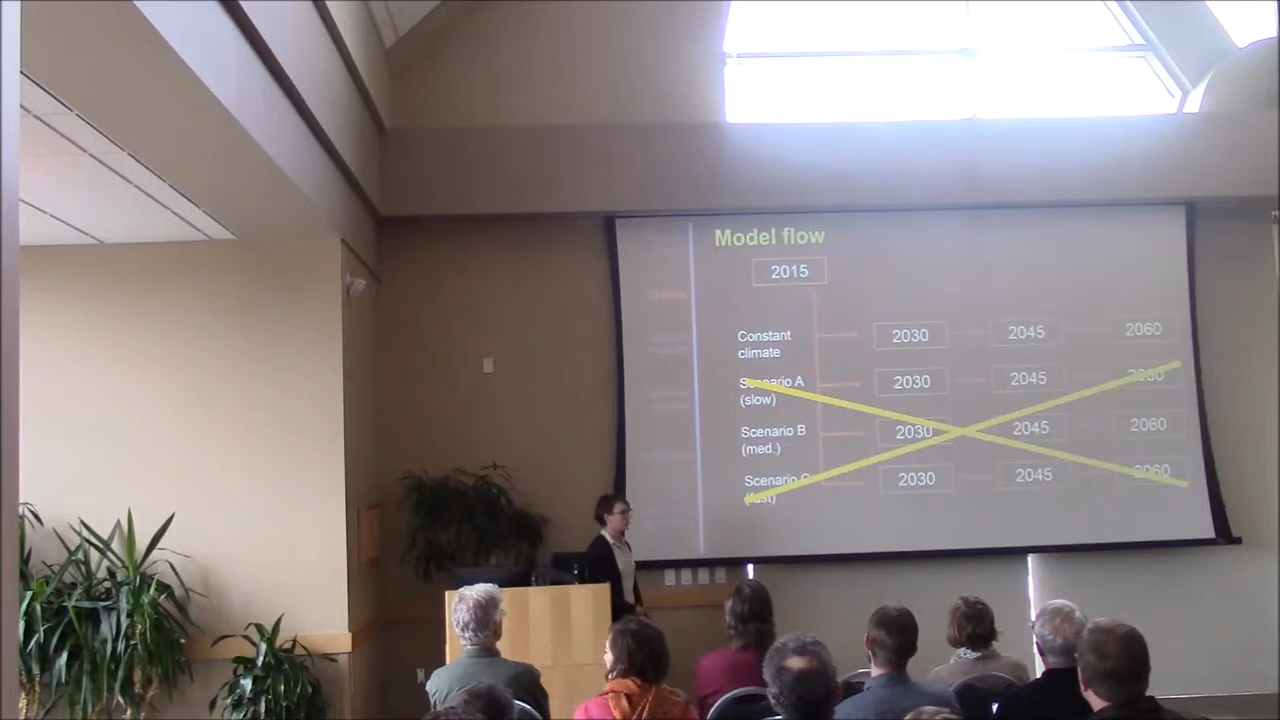 Model flow
2015
Constant
climate
2030
2045
2060
Scenario A
(slow)
2030
2045
2060
Scenario B
(med.)
2030
2045
2060
Scenario C
(fast)
2030
2045
2060